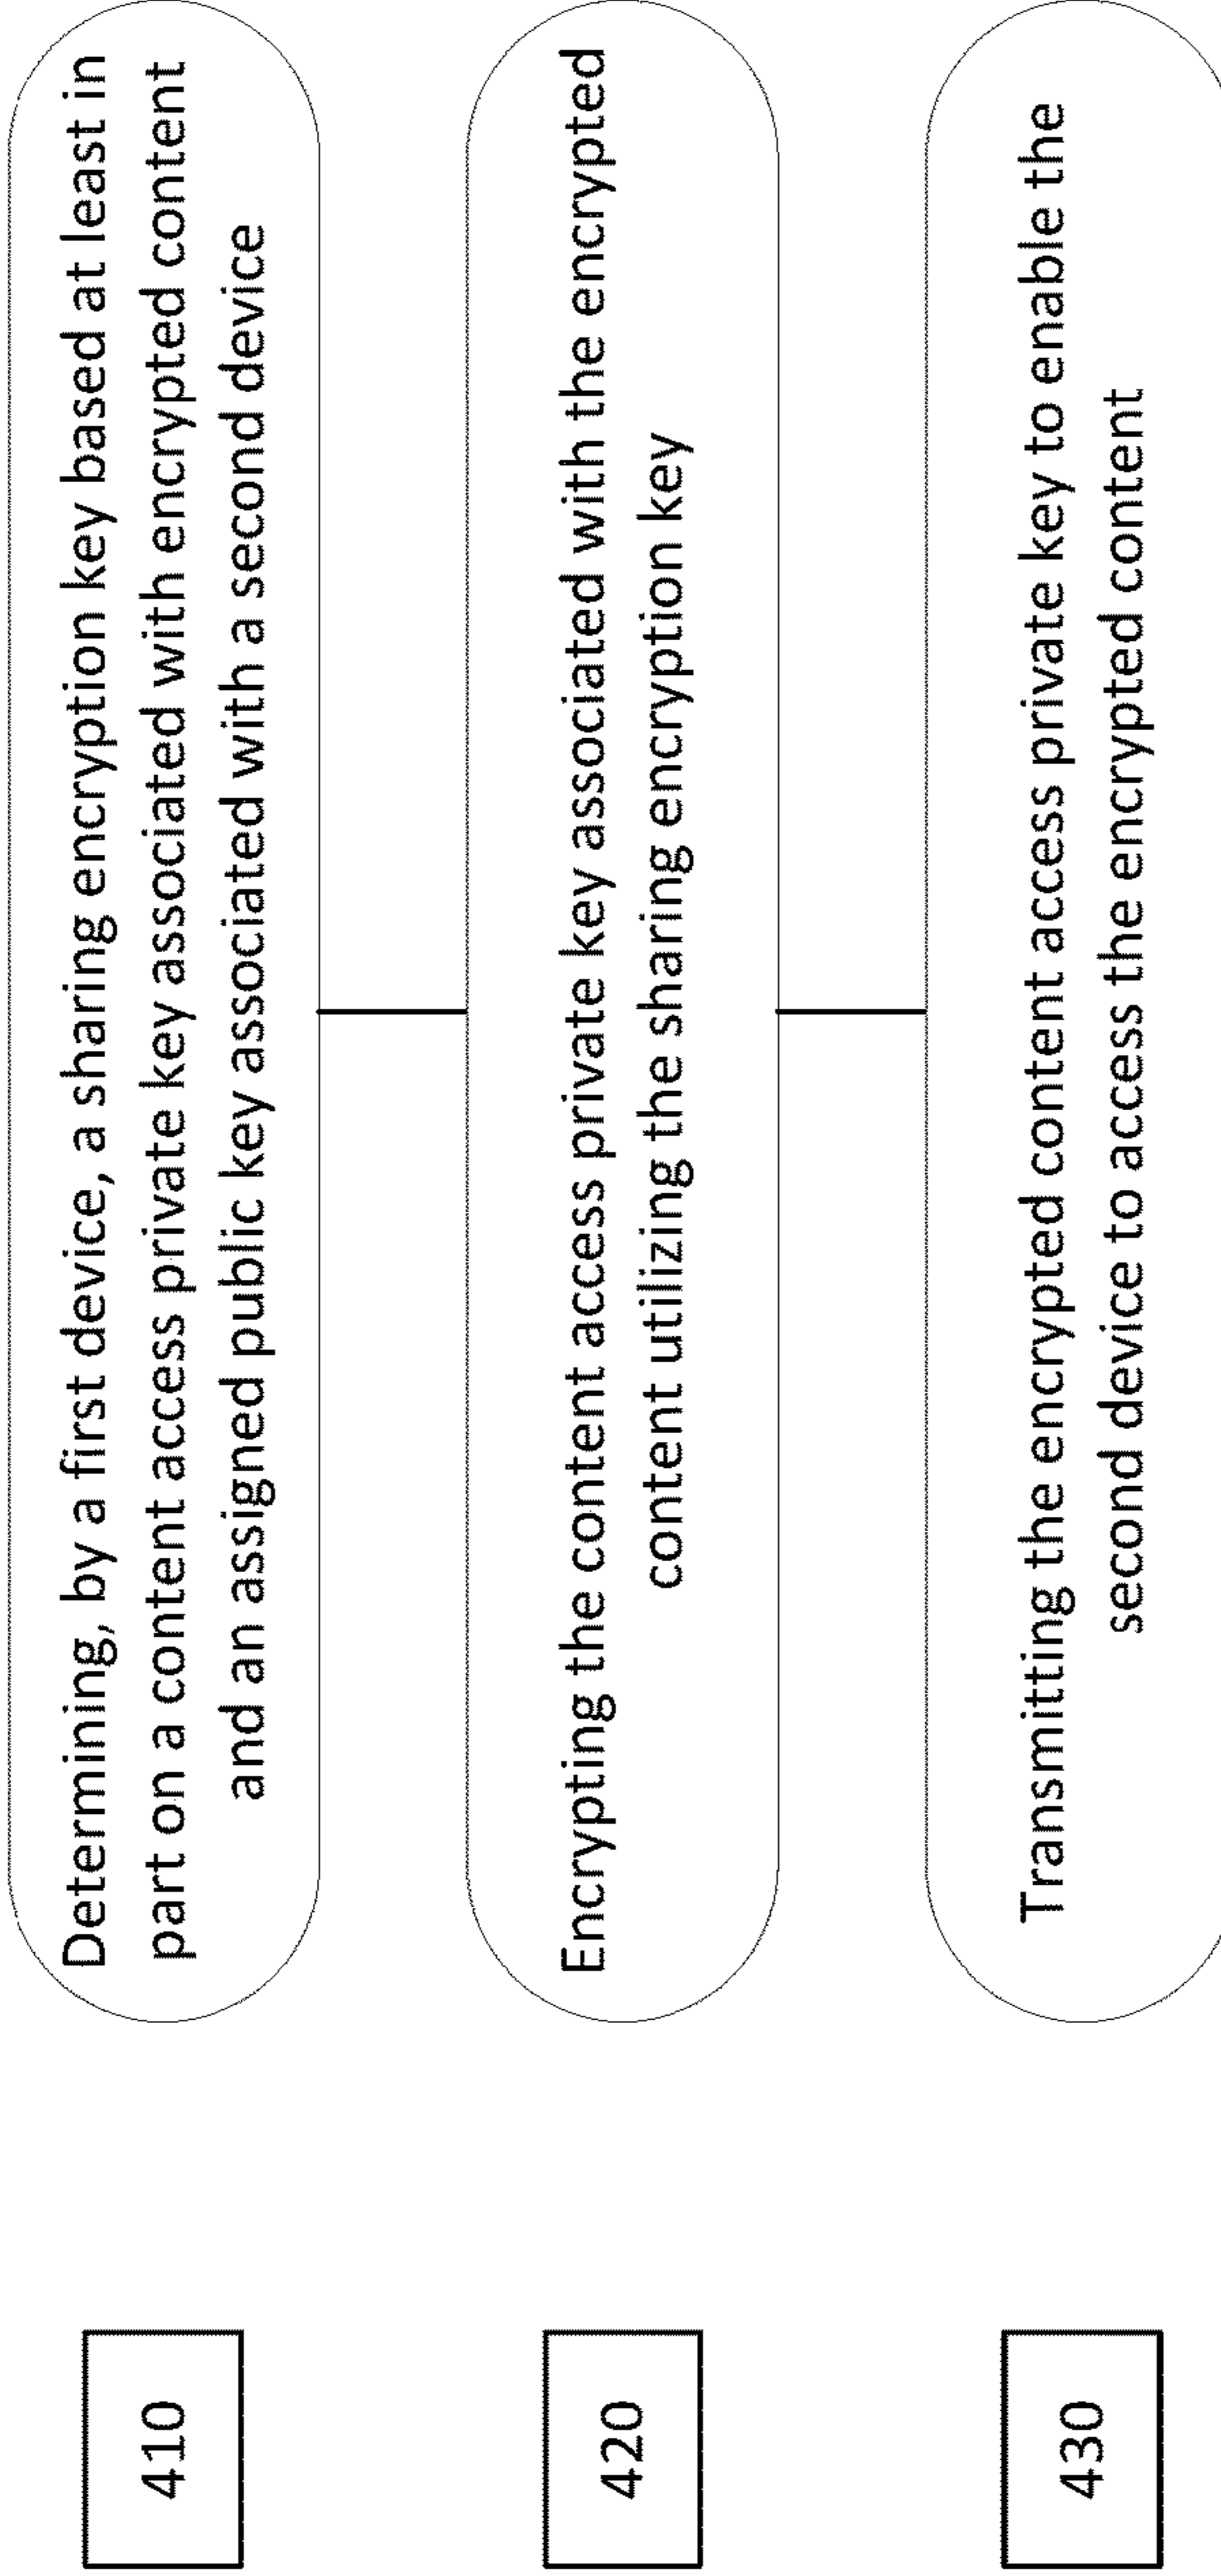 410
Determining, by a first device, a sharing encryption key based at least in
part on a content access private key associated with encrypted content
and an assigned public key associated with a second device
420
Encrypting the content access private key associated with the encrypted
content utilizing the sharing encryption key
430
Transmitting the encrypted content access private key to enable the
second device to access the encrypted content